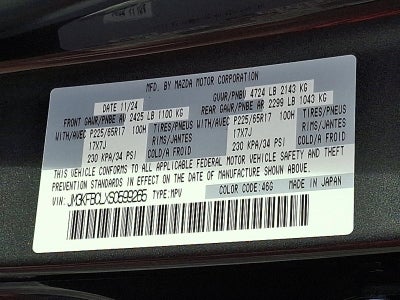 MFD. BY MAZDA MOTOR CORPORATION
DATE 11/24 GVWR/PNBV 4724 LB 2143 KG
FRONT GAWR/PNBE AV 2425 LB 1100 KG REAR GAWR/PNBE AR 2299 LB 1043 KG
WITH/AVEC P225/65R17 100H TIRES/PNEUS WITH/AVEC P225/65R17 100H TIRES/PNEUS
17X7J RIMS/JANTES 17X7J RIMS/JANTES
230 KPA/34 PSI COLD/A FROID 230 KPA/34 PSI COLD/A FROID
THIS VEHICLE CONFORMS TO ALL APPLICABLE FEDERAL MOTOR VEHICLE SAFETY AND THEFT
PREVENTION STANDARDS IN EFFECT ON THE DATE OF MANUFACTURE SHOWN ABOVE.
VIN: JM3KFBCLXS0599265 TYPE:MPV COLOR CODE:46G MADE IN JAPAN